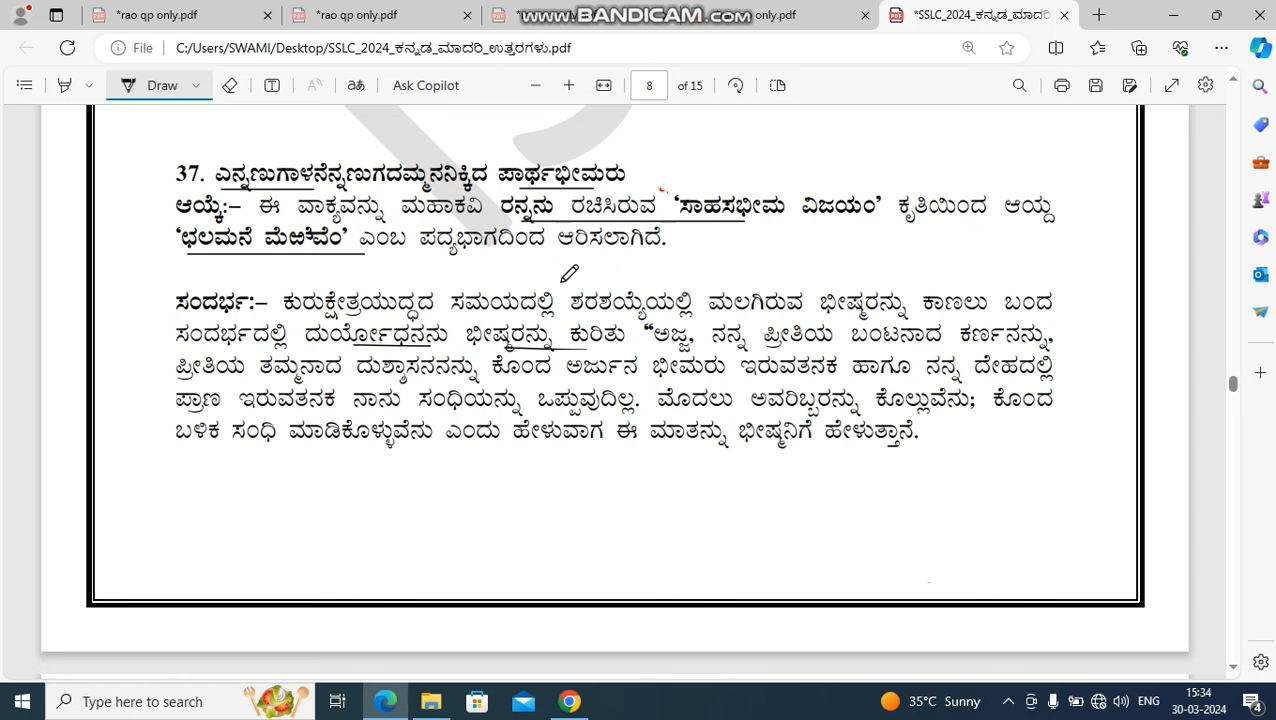 *rao qp only.pdf
*rao qp only.pdf
only.pdf
*SSLC_2024_ಕನ್ನಡ_ಮಾದರಿ
www.BANDICAM.com
File C:/Users/SWAMI/Desktop/SSLC_2024_ಕನ್ನಡ_ಮಾದರಿ_ಉತ್ತರಗಳು.pdf
Draw
Ask Copilot
8 of 15
37. ಎನ್ನಣುಗಾಳನೆನ್ನಣುಗದಮ್ಮನನಿಕ್ಕಿದ ಪಾರ್ಥಭೀಮರು
ಆಯ್ಕೆ:– ಈ ವಾಕ್ಯವನ್ನು ಮಹಾಕವಿ ರನ್ನನು ರಚಿಸಿರುವ ‘ಸಾಹಸಭೀಮ ವಿಜಯಂ’ ಕೃತಿಯಿಂದ ಆಯ್ದ
‘ಛಲಮನೆ ಮೆಱೆವೆಂ’ ಎಂಬ ಪದ್ಯಭಾಗದಿಂದ ಆರಿಸಲಾಗಿದೆ.
ಸಂದರ್ಭ:– ಕುರುಕ್ಷೇತ್ರಯುದ್ಧದ ಸಮಯದಲ್ಲಿ ಶರಶಯ್ಯೆಯಲ್ಲಿ ಮಲಗಿರುವ ಭೀಷ್ಮರನ್ನು ಕಾಣಲು ಬಂದ
ಸಂದರ್ಭದಲ್ಲಿ ದುರ್ಯೋಧನನು ಭೀಷ್ಮರನ್ನು ಕುರಿತು “ಅಜ್ಜ, ನನ್ನ ಪ್ರೀತಿಯ ಬಂಟನಾದ ಕರ್ಣನನ್ನು,
ಪ್ರೀತಿಯ ತಮ್ಮನಾದ ದುಶ್ಶಾಸನನನ್ನು ಕೊಂದ ಅರ್ಜುನ ಭೀಮರು ಇರುವತನಕ ಹಾಗೂ ನನ್ನ ದೇಹದಲ್ಲಿ
ಪ್ರಾಣ ಇರುವತನಕ ನಾನು ಸಂಧಿಯನ್ನು ಒಪ್ಪುವುದಿಲ್ಲ. ಮೊದಲು ಅವರಿಬ್ಬರನ್ನು ಕೊಲ್ಲುವೆನು; ಕೊಂದ
ಬಳಿಕ ಸಂಧಿ ಮಾಡಿಕೊಳ್ಳುವೆನು ಎಂದು ಹೇಳುವಾಗ ಈ ಮಾತನ್ನು ಭೀಷ್ಮನಿಗೆ ಹೇಳುತ್ತಾನೆ.
Type here to search
35°C Sunny
ENG
15:34
30-03-2024
4